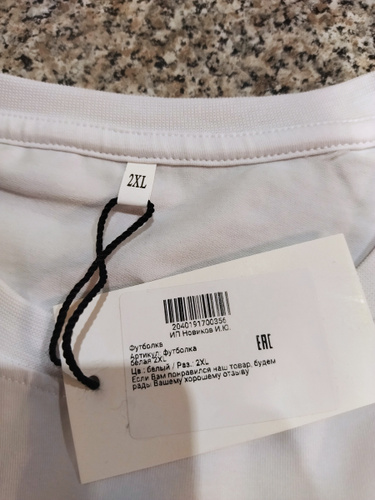 2XL
2040191700356
ИП Новиков И.Ю.
Футболка
Артикул: футболка
белая 2XL
Цв.: белый / Раз.: 2XL
Если Вам понравился наш товар, будем
рады Вашему хорошему отзыву
EAC